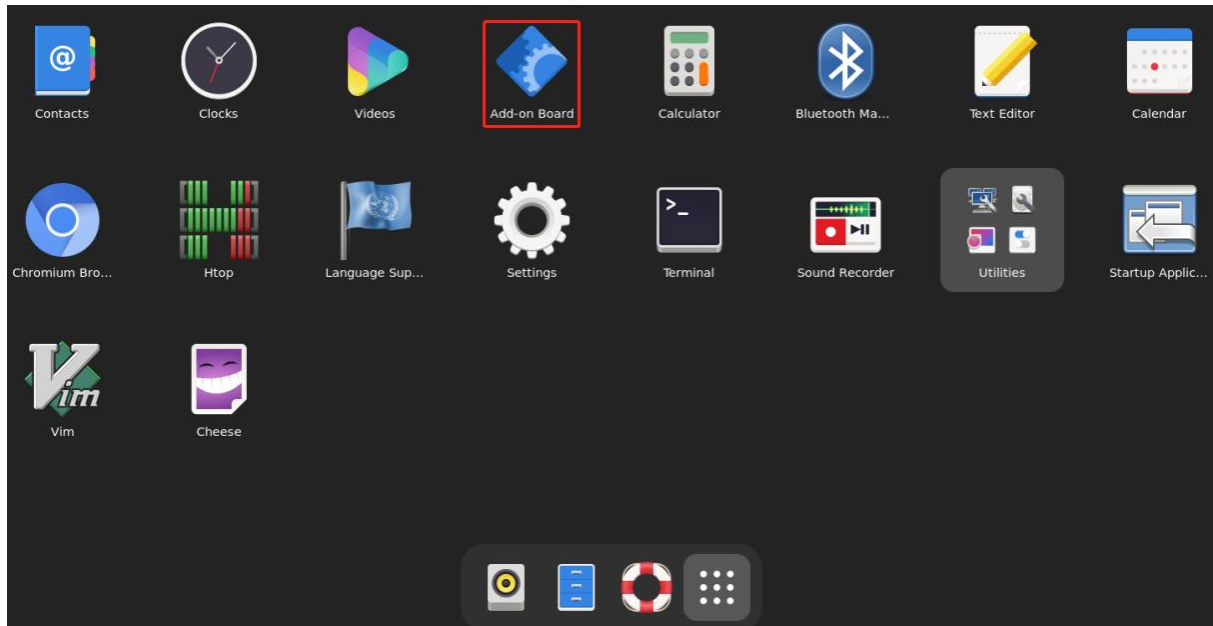 @
Contacts
Clocks
Videos
Add-on Board
Calculator
Bluetooth Ma...
Text Editor
Calendar
Chromium Bro...
Htop
Language Sup...
Settings
>_
Terminal
Sound Recorder
Utilities
Startup Applic...
Vim
Vim
Cheese